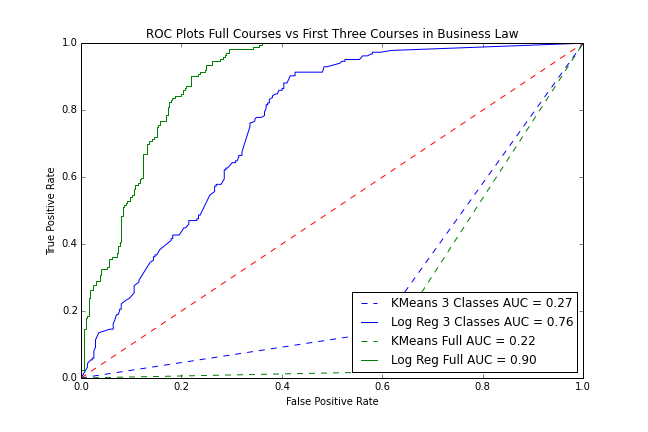 ROC Plots Full Courses vs First Three Courses in Business Law
1.0
0.8
0.6
0.4
0.2
0.0
True Positive Rate
KMeans 3 Classes AUC = 0.27
Log Reg 3 Classes AUC = 0.76
KMeans Full AUC = 0.22
Log Reg Full AUC = 0.90
0.0 0.2 0.4 0.6 0.8 1.0
False Positive Rate